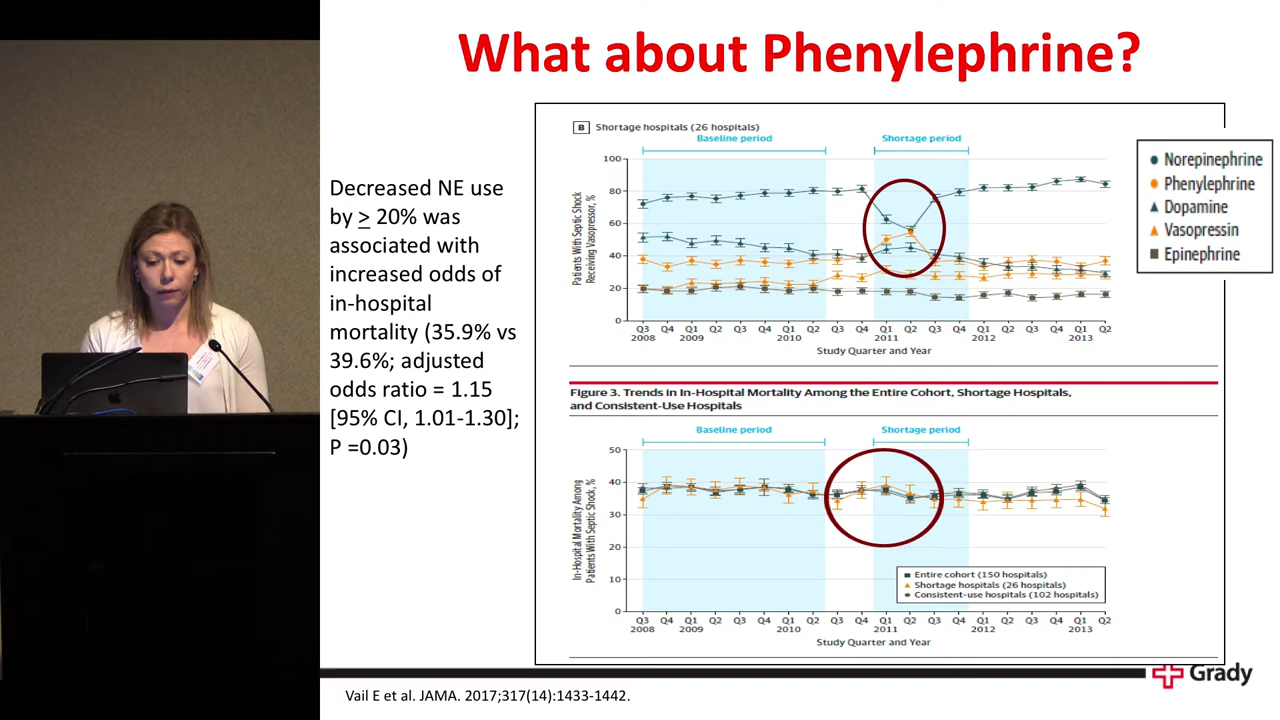 What about Phenylephrine?
Decreased NE use
by ≥ 20% was
associated with
increased odds of
in-hospital
mortality (35.9% vs
39.6%; adjusted
odds ratio = 1.15
[95% CI, 1.01-1.30];
P =0.03)
B Shortage hospitals (26 hospitals)
Baseline period
Shortage period
100
80
60
40
20
0
Patients With Septic Shock
Receiving Vasopressor, %
Q3 Q4 Q1 Q2 Q3 Q4 Q1 Q2 Q3 Q4 Q1 Q2 Q3 Q4 Q1 Q2 Q3 Q4 Q1 Q2
2008 2009 2010 2011 2012 2013
Study Quarter and Year
Norepinephrine
Phenylephrine
Dopamine
Vasopressin
Epinephrine
Figure 3. Trends in In-Hospital Mortality Among the Entire Cohort, Shortage Hospitals,
and Consistent-Use Hospitals
Baseline period
Shortage period
50
40
30
20
10
0
In-Hospital Mortality Among
Patients With Septic Shock, %
Entire cohort (150 hospitals)
Shortage hospitals (26 hospitals)
Consistent-use hospitals (102 hospitals)
Q3 Q4 Q1 Q2 Q3 Q4 Q1 Q2 Q3 Q4 Q1 Q2 Q3 Q4 Q1 Q2 Q3 Q4 Q1 Q2
2008 2009 2010 2011 2012 2013
Study Quarter and Year
Grady
Vail E et al. JAMA. 2017;317(14):1433-1442.